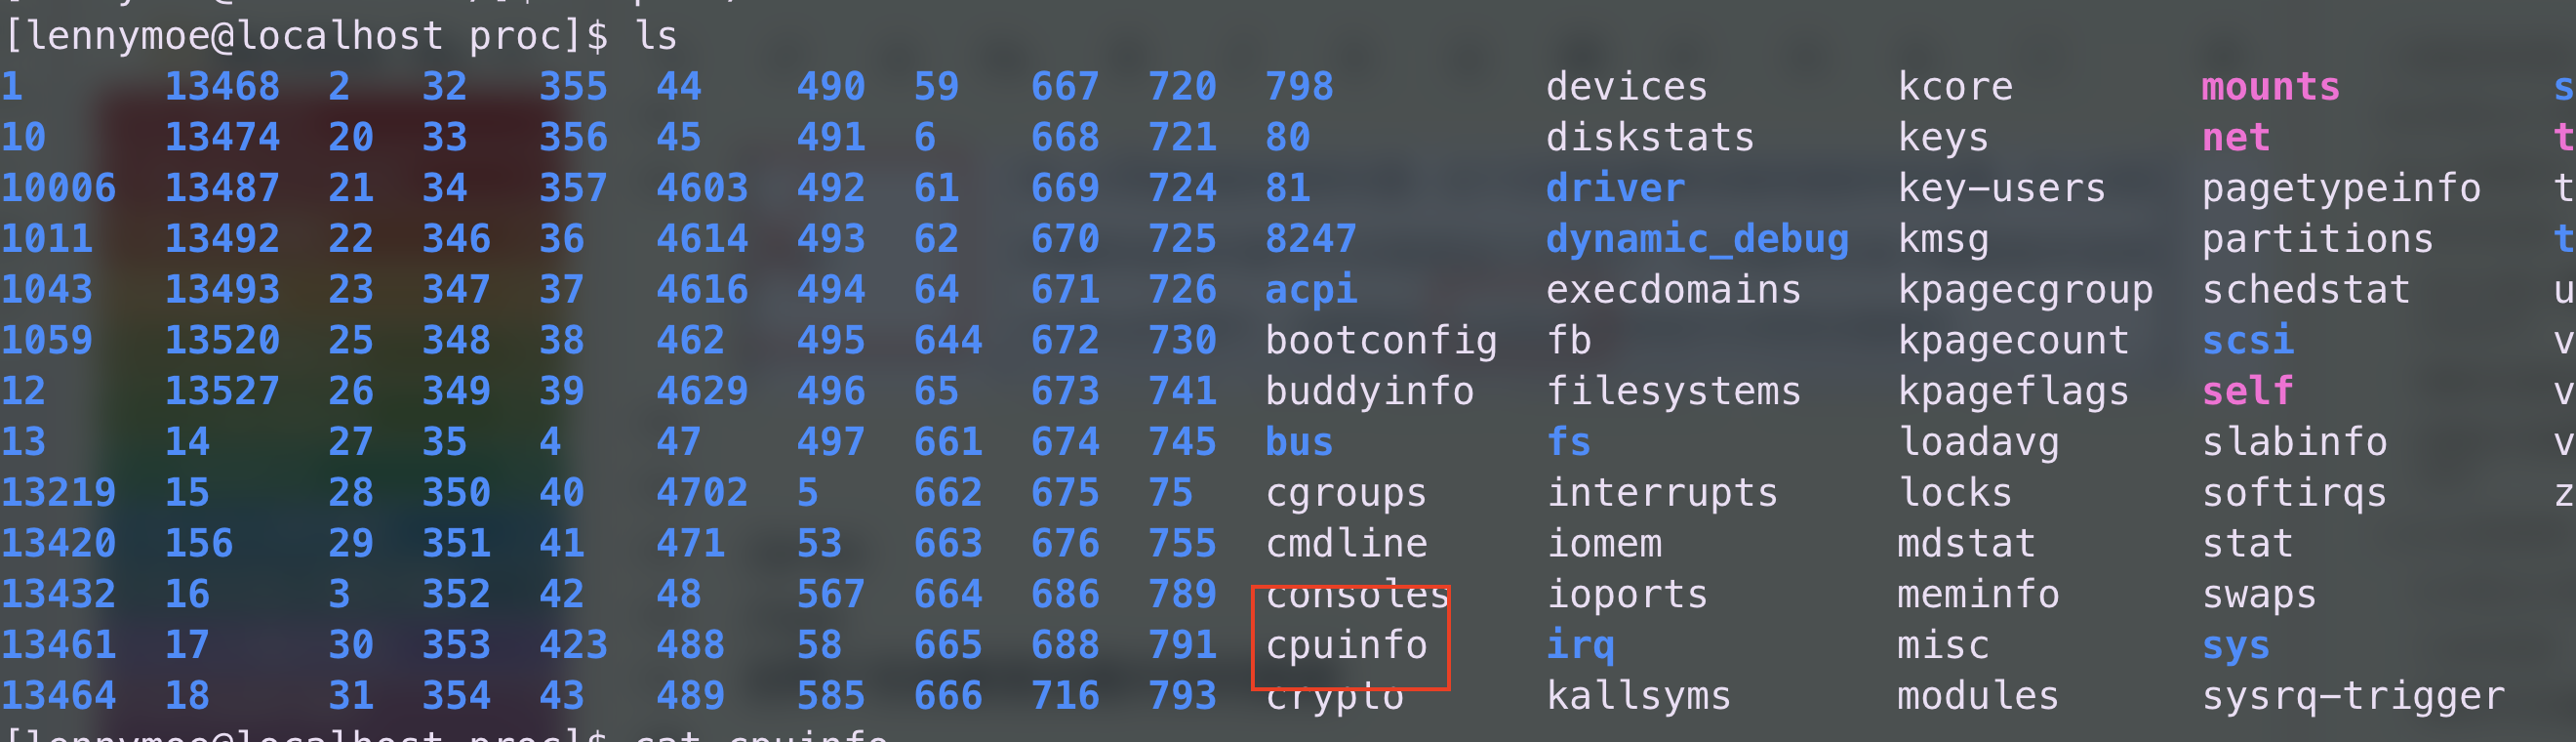 [lennymoe@localhost proc]$ ls
1 13468 2 32 355 44 490 59 667 720 798 devices kcore mounts s
10 13474 20 33 356 45 491 6 668 721 80 diskstats keys net t
10006 13487 21 34 357 4603 492 61 669 724 81 driver key-users pagetypeinfo t
1011 13492 22 346 36 4614 493 62 670 725 8247 dynamic_debug kmsg partitions t
1043 13493 23 347 37 4616 494 64 671 726 acpi execdomains kpagecgroup schedstat u
1059 13520 25 348 38 462 495 644 672 730 bootconfig fb kpagecount scsi v
12 13527 26 349 39 4629 496 65 673 741 buddyinfo filesystems kpageflags self v
13 14 27 35 4 47 497 661 674 745 bus fs loadavg slabinfo v
13219 15 28 350 40 4702 5 662 675 75 cgroups interrupts locks softirqs z
13420 156 29 351 41 471 53 663 676 755 cmdline iomem mdstat stat
13432 16 3 352 42 48 567 664 686 789 consoles ioports meminfo swaps
13461 17 30 353 423 488 58 665 688 791 cpuinfo irq misc sys
13464 18 31 354 43 489 585 666 716 793 crypto kallsyms modules sysrq-trigger
[lennymoe@localhost proc]$ cat cpuinfo